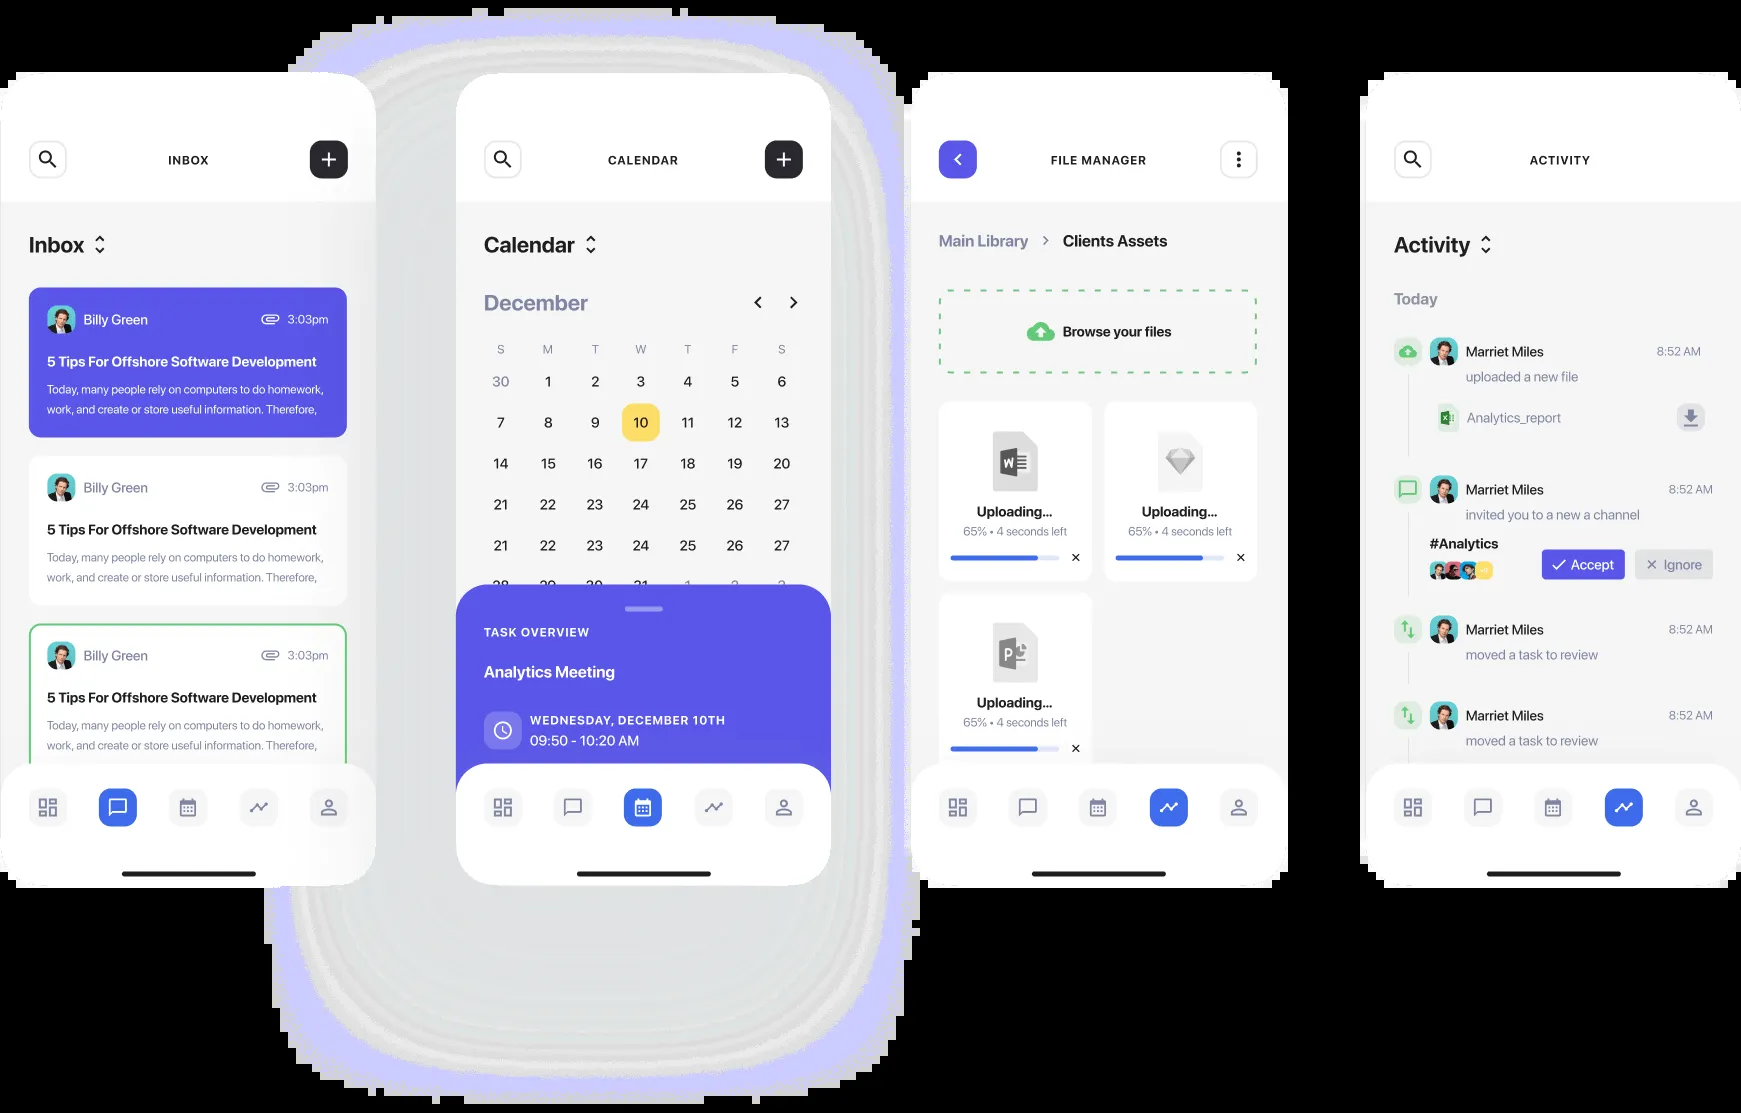 INBOX
Inbox
Billy Green 3:03pm
5 Tips For Offshore Software Development
Today, many people rely on computers to do homework,
work, and create or store useful information. Therefore,
Billy Green 3:03pm
5 Tips For Offshore Software Development
Today, many people rely on computers to do homework,
work, and create or store useful information. Therefore,
Billy Green 3:03pm
5 Tips For Offshore Software Development
Today, many people rely on computers to do homework,
work, and create or store useful information. Therefore,
CALENDAR
Calendar
December
S M T W T F S
30 1 2 3 4 5 6
7 8 9 10 11 12 13
14 15 16 17 18 19 20
21 22 23 24 25 26 27
21 22 23 24 25 26 27
28 29 30 31 1 2 3
TASK OVERVIEW
Analytics Meeting
WEDNESDAY, DECEMBER 10TH
09:50 - 10:20 AM
FILE MANAGER
Main Library > Clients Assets
Browse your files
W
Uploading...
65% • 4 seconds left
Uploading...
65% • 4 seconds left
P
Uploading...
65% • 4 seconds left
ACTIVITY
Activity
Today
Marriet Miles 8:52 AM
uploaded a new file
Analytics_report
Marriet Miles 8:52 AM
invited you to a new a channel
#Analytics
Accept Ignore
Marriet Miles 8:52 AM
moved a task to review
Marriet Miles 8:52 AM
moved a task to review